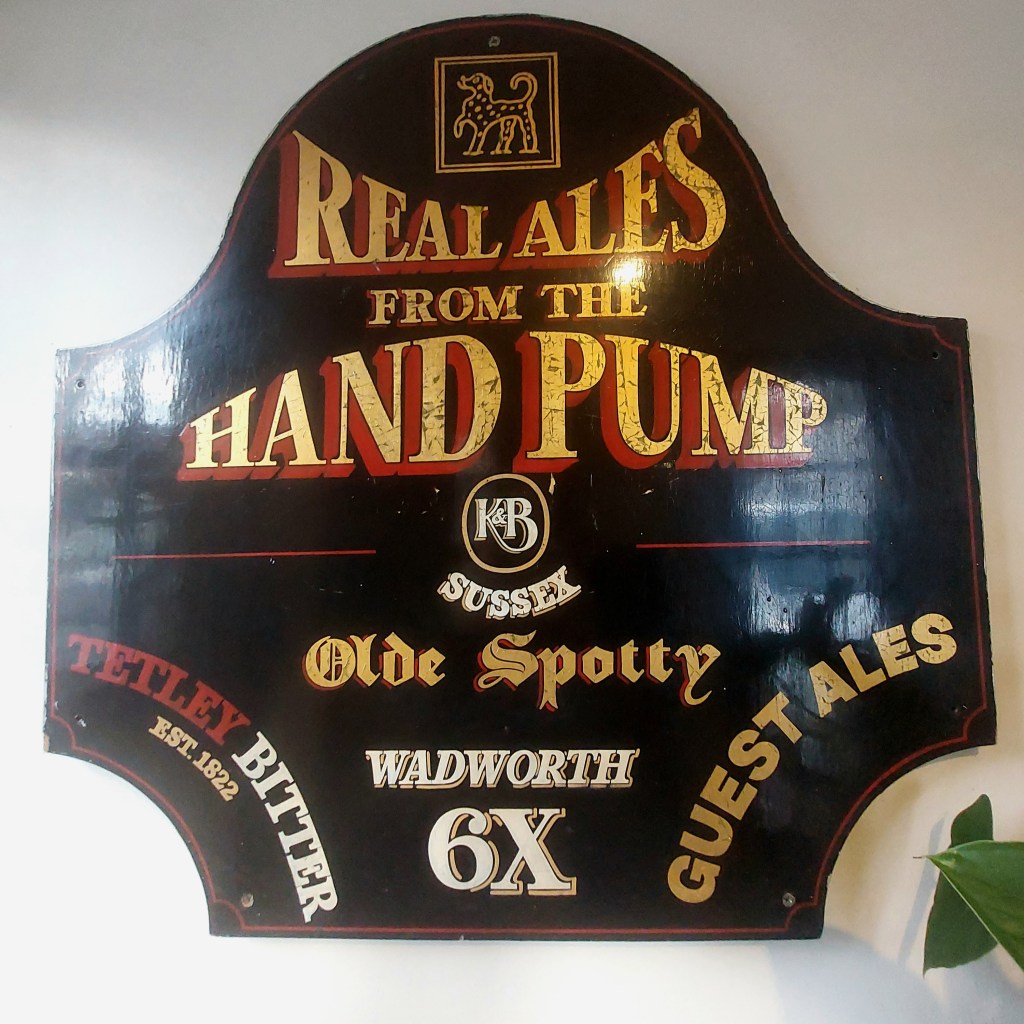 REAL ALES
FROM THE
HAND PUMP
K&B
SUSSEX
Olde Spotty
TETLEY BITTER
EST. 1822
WADWORTH
6X
GUEST ALES